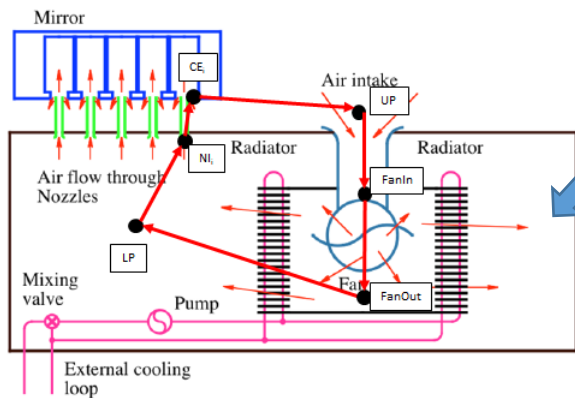 Mirror
CEᵢ
Air intake
UP
NIᵢ
Radiator
Radiator
Air flow through
Nozzles
FanIn
LP
Fan
FanOut
Mixing
valve
Pump
External cooling
loop